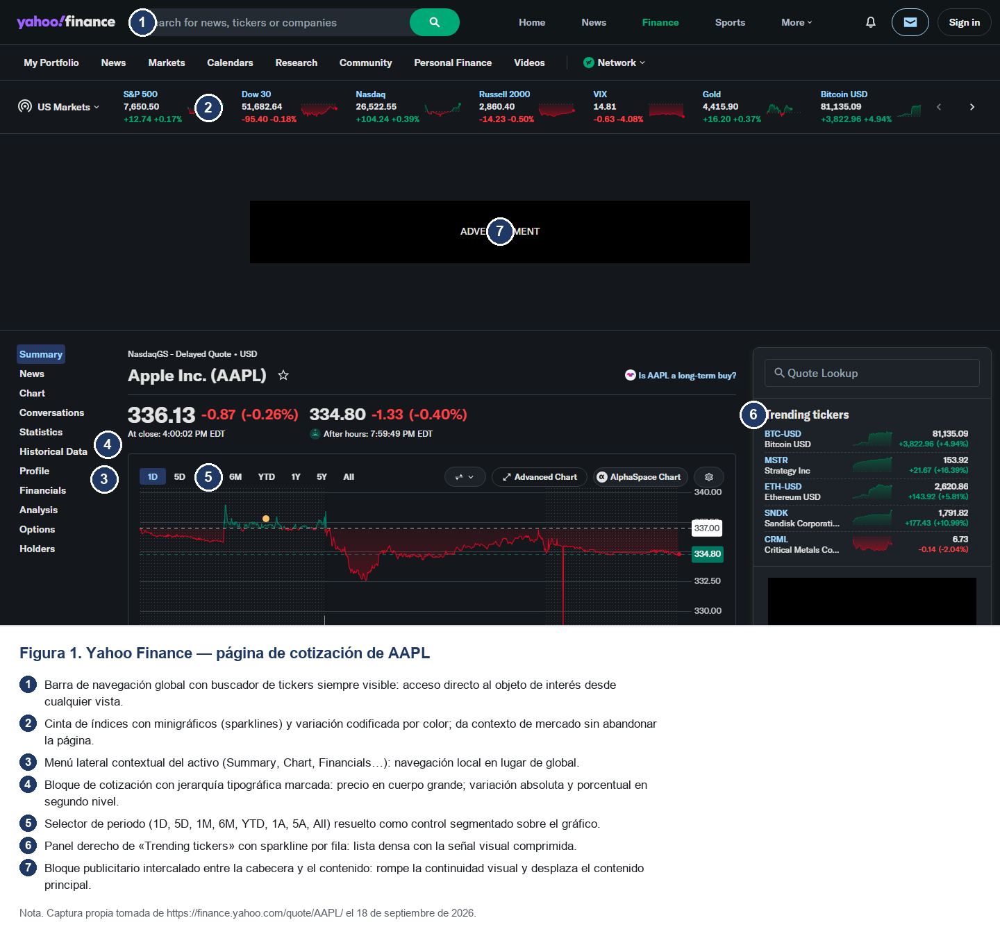 yahoo!finance
1
arch for news, tickers or companies
Home
News
Finance
Sports
More
Sign in
My Portfolio
News
Markets
Calendars
Research
Community
Personal Finance
Videos
Network
US Markets
S&P 500
7,650.50
+12.74 +0.17%
2
Dow 30
51,682.64
-95.40 -0.18%
Nasdaq
26,522.55
+104.24 +0.39%
Russell 2000
2,860.40
-14.23 -0.50%
VIX
14.81
-0.63 -4.08%
Gold
4,415.90
+16.20 +0.37%
Bitcoin USD
81,135.09
+3,822.96 +4.94%
ADVE 7 MENT
Summary
News
Chart
Conversations
Statistics
Historical Data
Profile
Financials
Analysis
Options
Holders
4
3
NasdaqGS - Delayed Quote • USD
Apple Inc. (AAPL)
Is AAPL a long-term buy?
336.13 -0.87 (-0.26%)
At close: 4:00:02 PM EDT
334.80 -1.33 (-0.40%)
After hours: 7:59:49 PM EDT
1D
5D
5
6M
YTD
1Y
5Y
All
Advanced Chart
AlphaSpace Chart
340.00
337.00
334.80
332.50
330.00
Quote Lookup
6
Trending tickers
BTC-USD
Bitcoin USD
81,135.09
+3,822.96 (+4.94%)
MSTR
Strategy Inc
153.92
+21.67 (+16.39%)
ETH-USD
Ethereum USD
2,620.86
+143.92 (+5.81%)
SNDK
Sandisk Corporati...
1,791.82
+177.43 (+10.99%)
CRML
Critical Metals Co...
6.73
-0.14 (-2.04%)
Figura 1. Yahoo Finance — página de cotización de AAPL
1 Barra de navegación global con buscador de tickers siempre visible: acceso directo al objeto de interés desde
cualquier vista.
2 Cinta de índices con minigráficos (sparklines) y variación codificada por color; da contexto de mercado sin abandonar
la página.
3 Menú lateral contextual del activo (Summary, Chart, Financials…): navegación local en lugar de global.
4 Bloque de cotización con jerarquía tipográfica marcada: precio en cuerpo grande; variación absoluta y porcentual en
segundo nivel.
5 Selector de periodo (1D, 5D, 1M, 6M, YTD, 1A, 5A, All) resuelto como control segmentado sobre el gráfico.
6 Panel derecho de «Trending tickers» con sparkline por fila: lista densa con la señal visual comprimida.
7 Bloque publicitario intercalado entre la cabecera y el contenido: rompe la continuidad visual y desplaza el contenido
principal.
Nota. Captura propia tomada de https://finance.yahoo.com/quote/AAPL/ el 18 de septiembre de 2026.